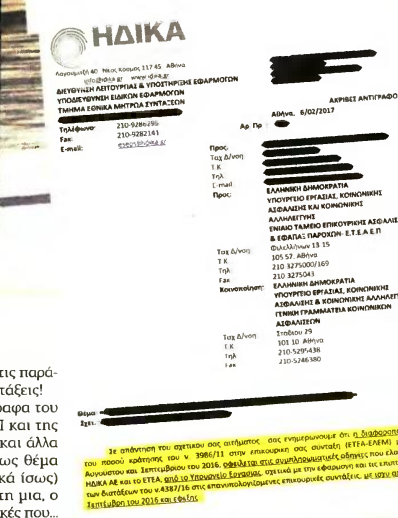 ΗΔΙΚΑ
Λαγουμιτζή 40 Νέος Κόσμος 117 45 Αθήνα
info@idika.gr www.idika.gr
ΔΙΕΥΘΥΝΣΗ ΛΕΙΤΟΥΡΓΙΑΣ & ΥΠΟΣΤΗΡΙΞΗΣ ΕΦΑΡΜΟΓΩΝ
ΥΠΟΔΙΕΥΘΥΝΣΗ ΕΙΔΙΚΩΝ ΕΦΑΡΜΟΓΩΝ
ΤΜΗΜΑ ΕΘΝΙΚΑ ΜΗΤΡΩΑ ΣΥΝΤΑΞΕΩΝ
Τηλέφωνο: 210-9286295
Fax: 210-9282141
E-mail:
ΑΚΡΙΒΕΣ ΑΝΤΙΓΡΑΦΟ
Αθήνα, 6/02/2017
Αρ. Πρ
Προς:
Ταχ Δ/νση
Τ Κ
Τηλ
E-mail
Προς: ΕΛΛΗΝΙΚΗ ΔΗΜΟΚΡΑΤΙΑ
ΥΠΟΥΡΓΕΙΟ ΕΡΓΑΣΙΑΣ, ΚΟΙΝΩΝΙΚΗΣ
ΑΣΦΑΛΙΣΗΣ ΚΑΙ ΚΟΙΝΩΝΙΚΗΣ
ΑΛΛΗΛΕΓΓΥΗΣ
ΕΝΙΑΙΟ ΤΑΜΕΙΟ ΕΠΙΚΟΥΡΙΚΗΣ ΑΣΦΑΛΙΣ
& ΕΦΑΠΑΞ ΠΑΡΟΧΩΝ- Ε.Τ.Ε.Α Ε.Π
Ταχ Δ/νση: Φιλελλήνων 13 15
Τ Κ 105 57. Αθήνα
Τηλ: 210 3275000/169
Fax 210 3275043
Κοινοποίηση: ΕΛΛΗΝΙΚΗ ΔΗΜΟΚΡΑΤΙΑ
ΥΠΟΥΡΓΕΙΟ ΕΡΓΑΣΙΑΣ, ΚΟΙΝΩΝΙΚΗΣ
ΑΣΦΑΛΙΣΗΣ & ΚΟΙΝΩΝΙΚΗΣ ΑΛΛΗΛΕΓ
ΓΕΝΙΚΗ ΓΡΑΜΜΑΤΕΙΑ ΚΟΙΝΩΝΙΚΩΝ
ΑΣΦΑΛΙΣΕΩΝ
Ταχ Δ/νση: Σταδίου 29
Τ Κ 101 10 Αθήνα
Τηλ 210-5295438
Fax 210-5246380
Θέμα
Σχετ.
Σε απάντηση του σχετικού σας αιτήματος σας ενημερώνουμε ότι η διαφοροπο
του ποσού κράτησης του ν. 3986/11 στην επικουρική σας σύνταξη (ΕΤΕΑ-ΕΛΕΜ)
Αυγούστου και Σεπτεμβρίου του 2016, οφείλεται στις συμπληρωματικές οδηγίες που έλα
ΗΔΙΚΑ ΑΕ και το ΕΤΕΑ, από το Υπουργείο Εργασίας, σχετικά με την εφαρμογή και τις επιπτ
των διατάξεων του ν.4387/16 στις επανυπολογιζόμενες επικουρικές συντάξεις, με ισχύ απ
Σεπτέμβρη του 2016 και εφεξής
τις παρά-
τάξεις!
ραφα του
Π και της
και άλλα
ως θέμα
κά ίσως)
τη μια, ο
κές που...